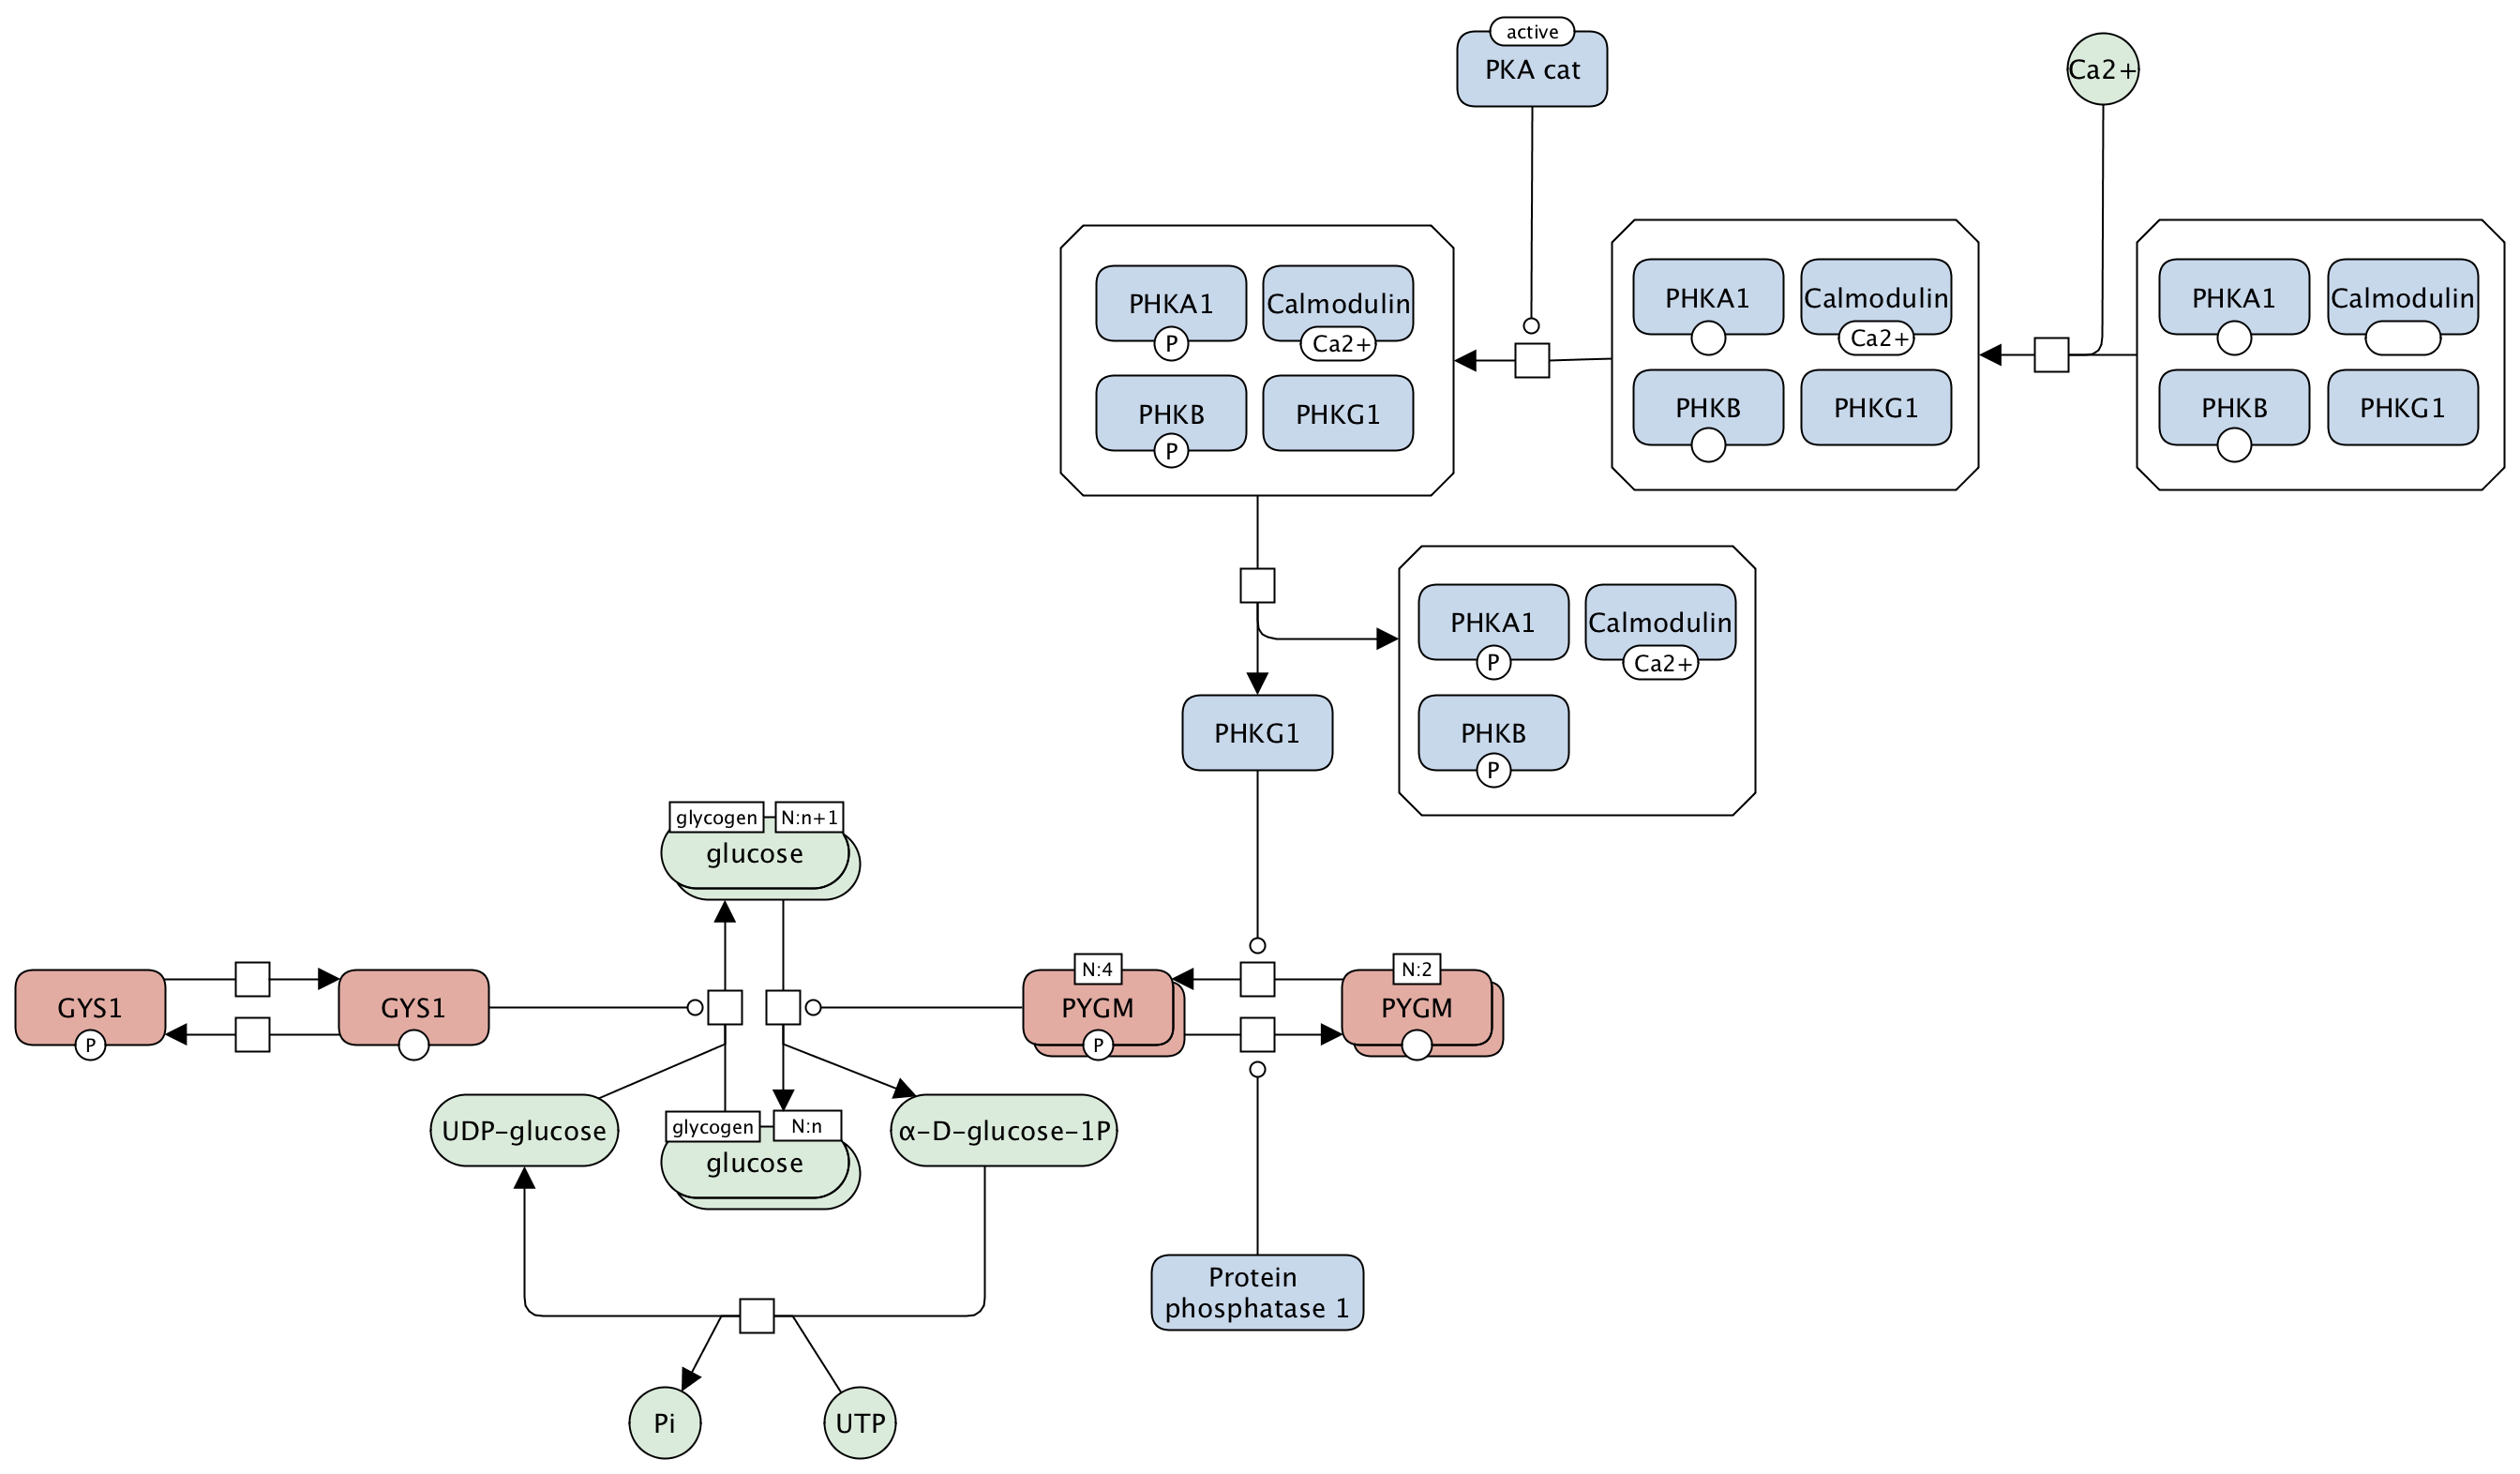 active
PKA cat
Ca2+
PHKA1
P
Calmodulin
Ca2+
PHKB
P
PHKG1
PHKA1
Calmodulin
Ca2+
PHKB
PHKG1
PHKA1
Calmodulin
PHKB
PHKG1
PHKA1
P
Calmodulin
Ca2+
PHKB
P
PHKG1
glycogen
N:n+1
glucose
GYS1
P
GYS1
N:4
PYGM
P
N:2
PYGM
UDP-glucose
glycogen
N:n
glucose
α-D-glucose-1P
Protein
phosphatase 1
Pi
UTP